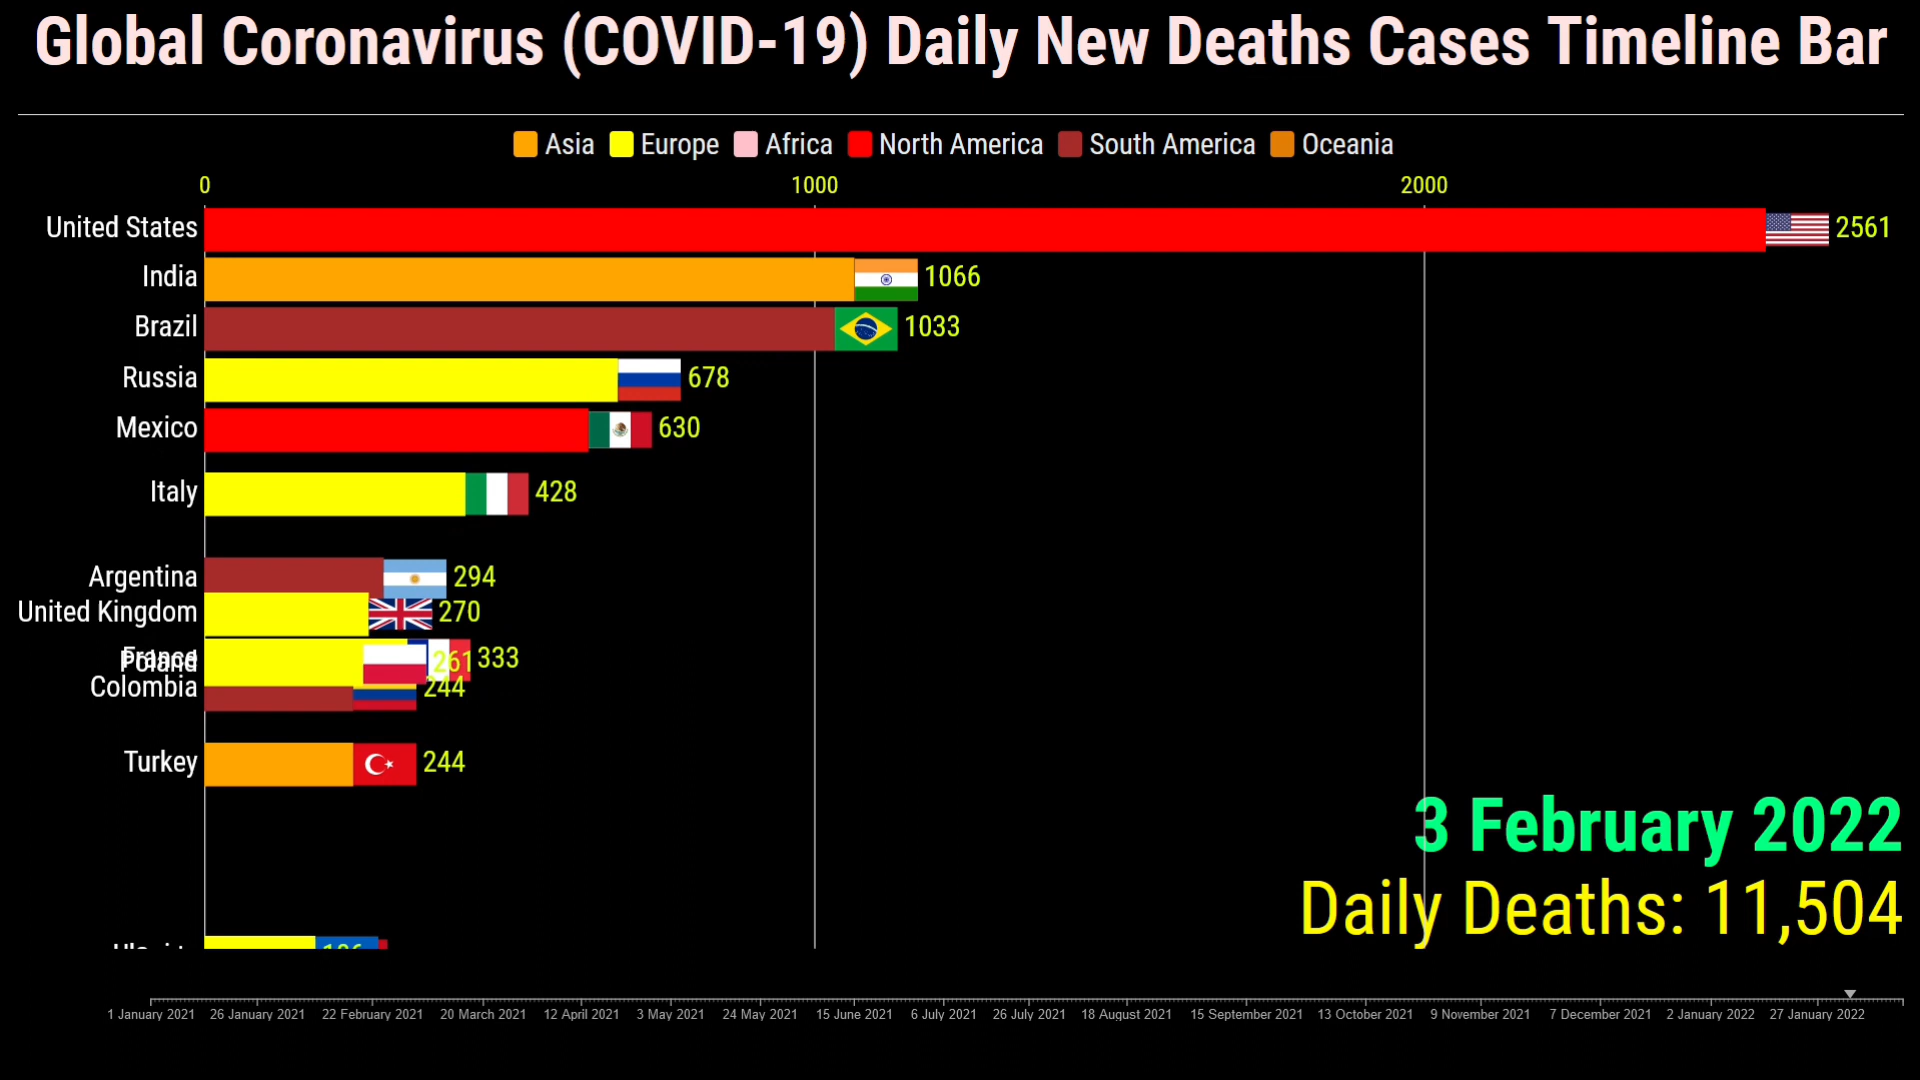 Global Coronavirus (COVID-19) Daily New Deaths Cases Timeline Bar
Asia Europe Africa North America South America Oceania
0 1000 2000
United States 2561
India 1066
Brazil 1033
Russia 678
Mexico 630
Italy 428
Argentina 294
United Kingdom 270
France 333
Poland 261
Colombia 244
Turkey 244
3 February 2022
Daily Deaths: 11,504
1 January 2021 26 January 2021 22 February 2021 20 March 2021 12 April 2021 3 May 2021 24 May 2021 15 June 2021 6 July 2021 26 July 2021 18 August 2021 15 September 2021 13 October 2021 9 November 2021 7 December 2021 2 January 2022 27 January 2022